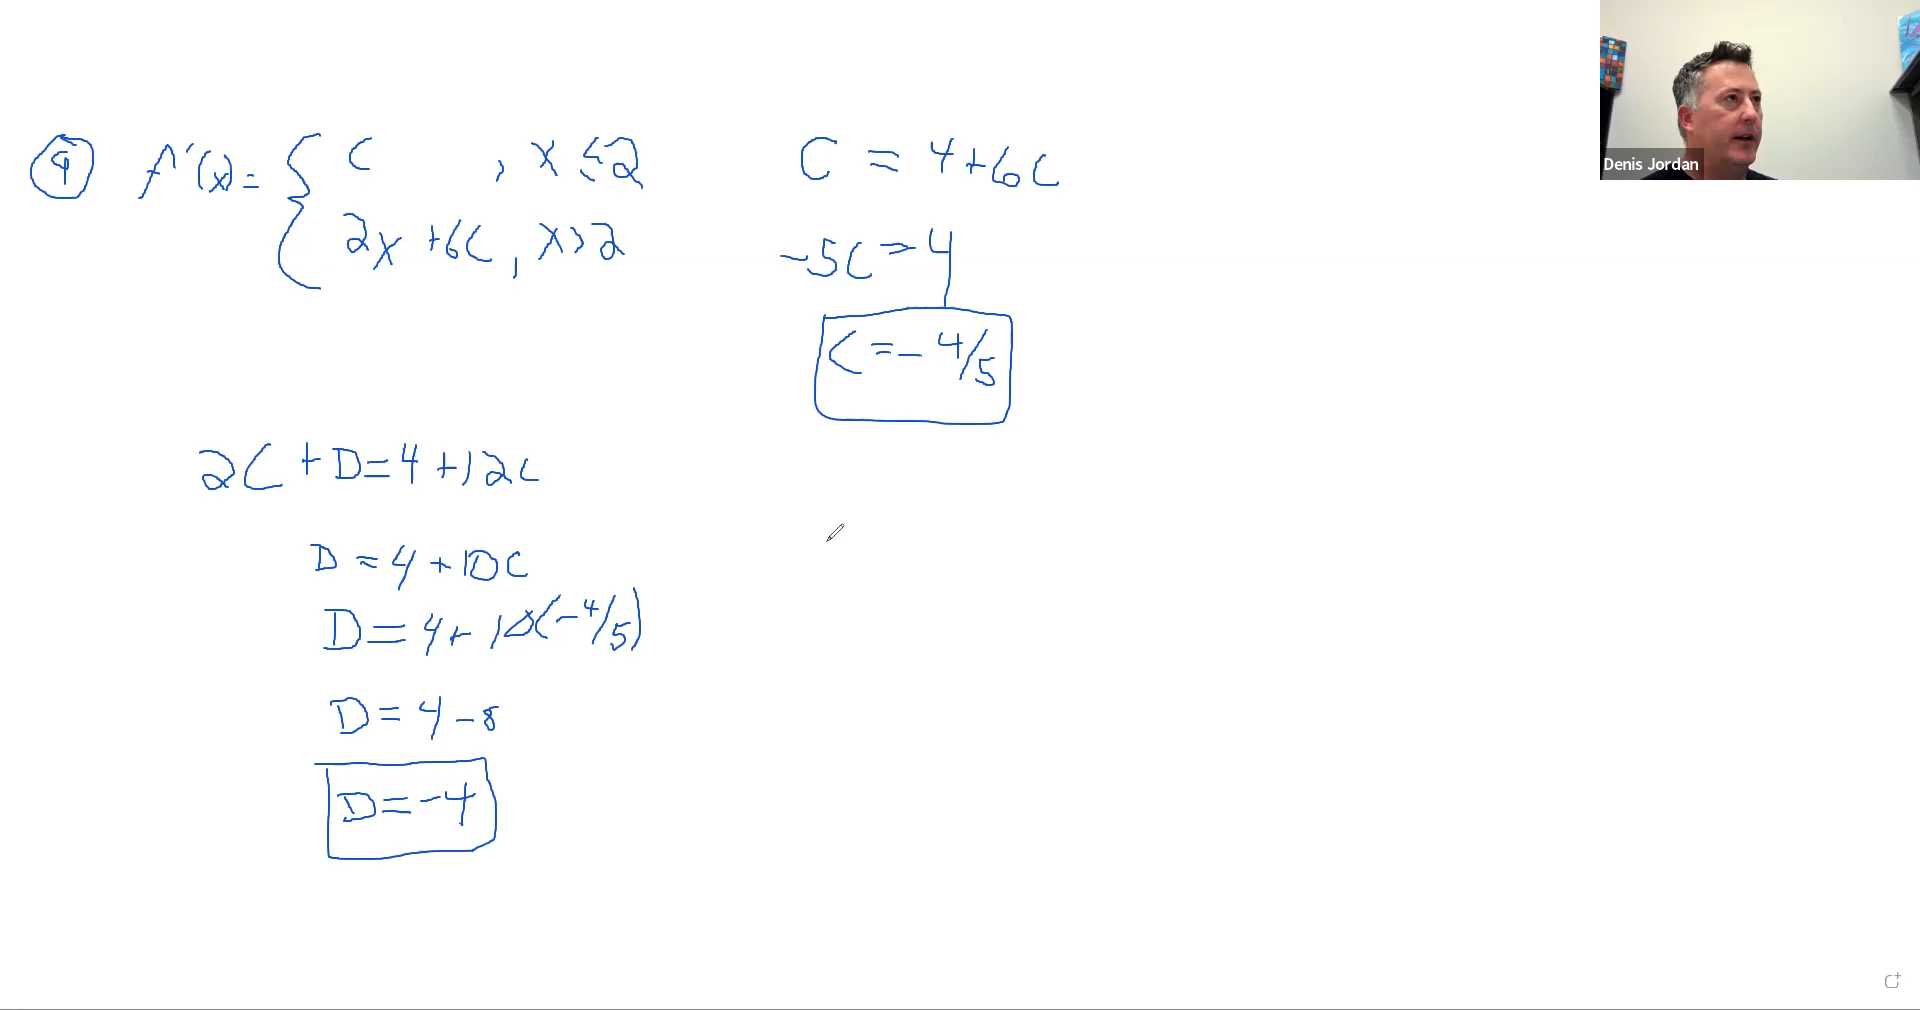 ④ f'(x) = { C , x ≤ 2
2x + 6C , x > 2
C = 4 + 6C
-5C = 4
C = - 4/5
2C + D = 4 + 12C
D = 4 + 10C
D = 4 + 10(-4/5)
D = 4 - 8
D = -4
Denis Jordan